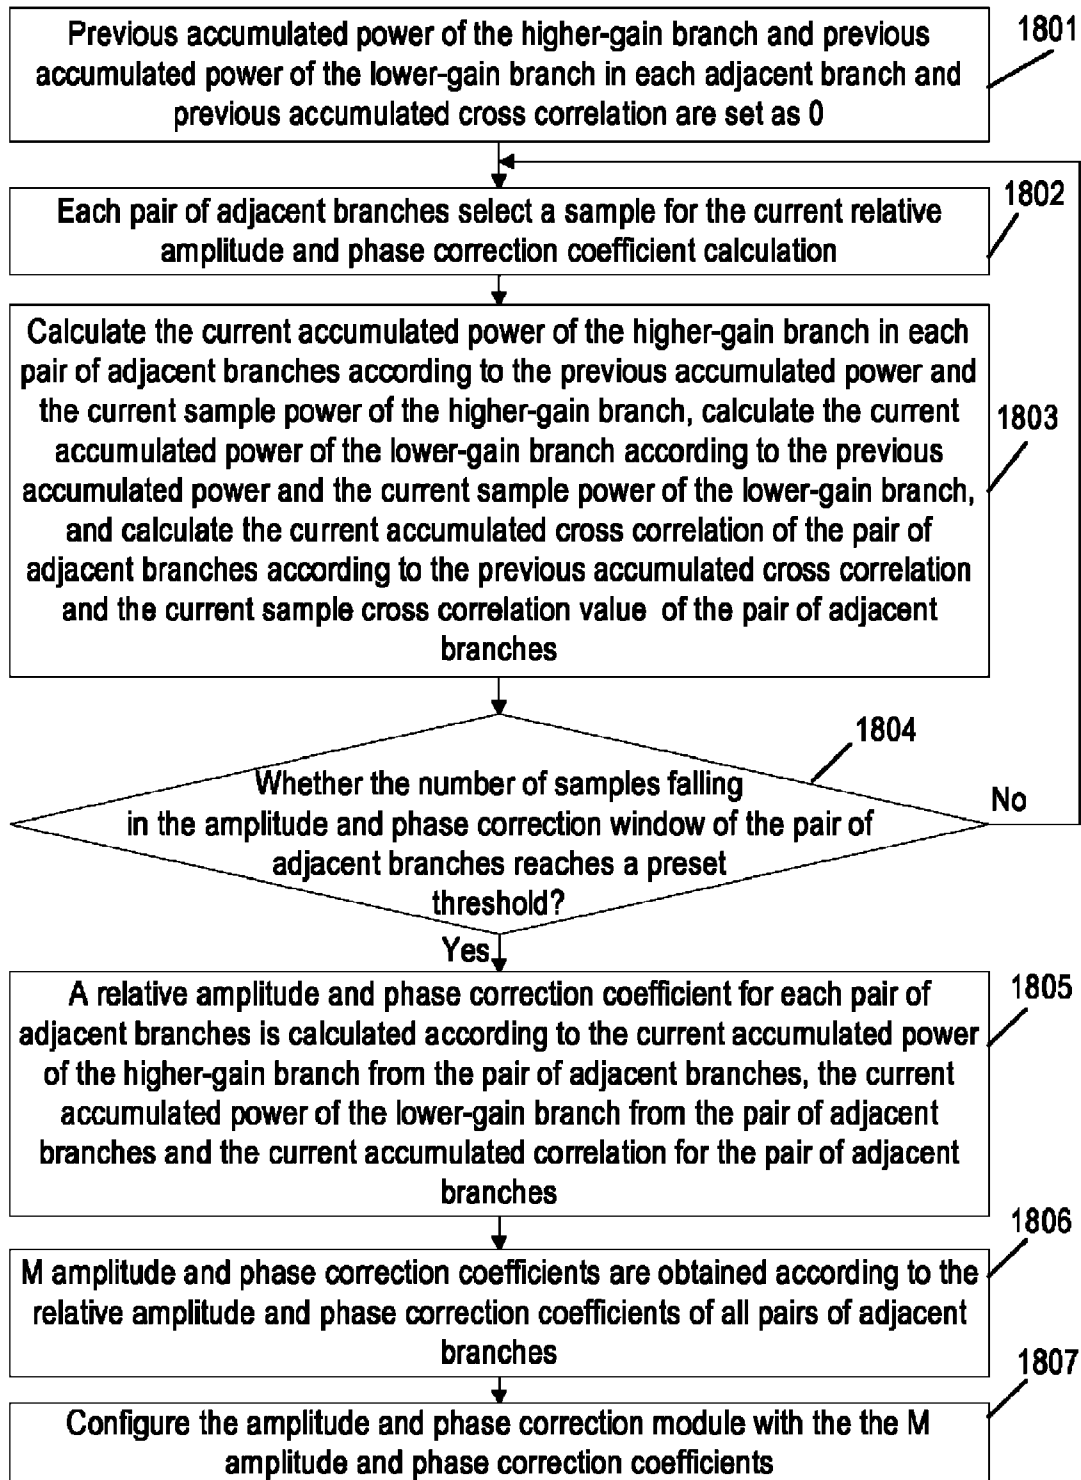 Previous accumulated power of the higher-gain branch and previous
accumulated power of the lower-gain branch in each adjacent branch and
previous accumulated cross correlation are set as 0
1801
Each pair of adjacent branches select a sample for the current relative
amplitude and phase correction coefficient calculation
1802
Calculate the current accumulated power of the higher-gain branch in each
pair of adjacent branches according to the previous accumulated power and
the current sample power of the higher-gain branch, calculate the current
accumulated power of the lower-gain branch according to the previous
accumulated power and the current sample power of the lower-gain branch,
and calculate the current accumulated cross correlation of the pair of
adjacent branches according to the previous accumulated cross correlation
and the current sample cross correlation value of the pair of adjacent
branches
1803
1804
Whether the number of samples falling
in the amplitude and phase correction window of the pair of
adjacent branches reaches a preset
threshold?
No
Yes
A relative amplitude and phase correction coefficient for each pair of
adjacent branches is calculated according to the current accumulated power
of the higher-gain branch from the pair of adjacent branches, the current
accumulated power of the lower-gain branch from the pair of adjacent
branches and the current accumulated correlation for the pair of adjacent
branches
1805
M amplitude and phase correction coefficients are obtained according to the
relative amplitude and phase correction coefficients of all pairs of adjacent
branches
1806
Configure the amplitude and phase correction module with the the M
amplitude and phase correction coefficients
1807